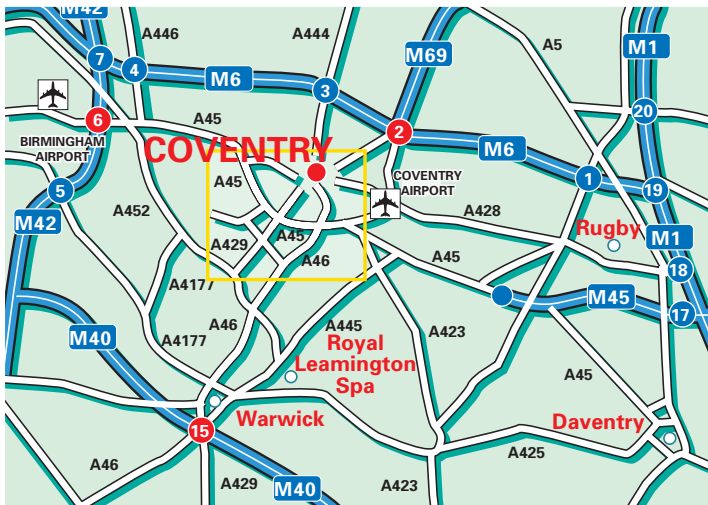 M42
A446
A444
M69
A5
M1
7
4
M6
3
20
6
A45
2
BIRMINGHAM
AIRPORT
COVENTRY
M6
COVENTRY
AIRPORT
1
19
5
A45
A452
A428
Rugby
M42
A429
A45
A46
A45
M1
18
A4177
M45
17
M40
A4177
A46
A445
Royal
Leamington
Spa
A423
A45
Warwick
Daventry
15
A46
A429
M40
A423
A425